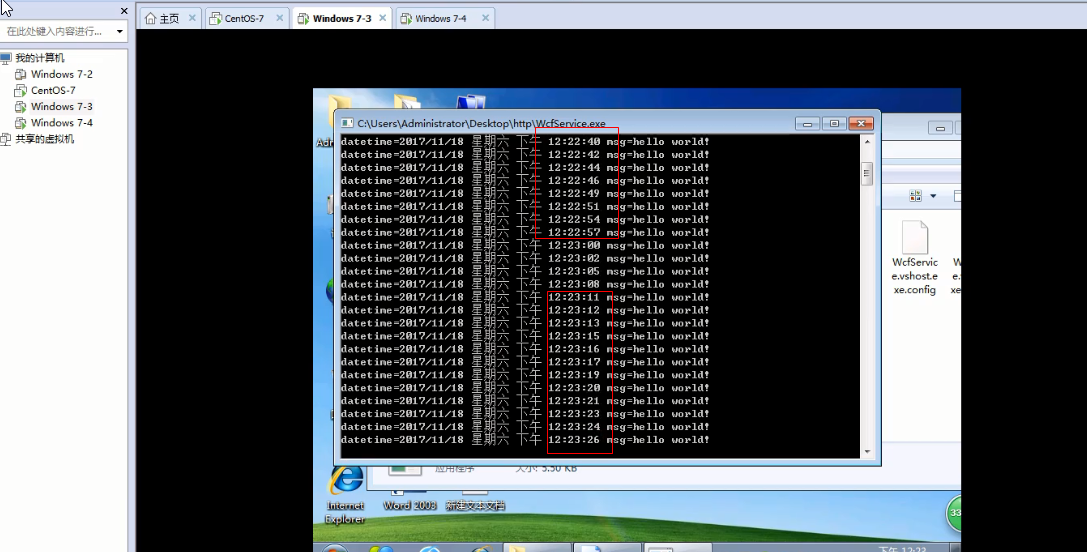 主页
CentOS-7
Windows 7-3
Windows 7-4
在此处键入内容进行...
我的计算机
Windows 7-2
CentOS-7
Windows 7-3
Windows 7-4
共享的虚拟机
C:\Users\Administrator\Desktop\http\WcfService.exe
datetime=2017/11/18 星期六 下午 12:22:40 msg=hello world!
datetime=2017/11/18 星期六 下午 12:22:42 msg=hello world!
datetime=2017/11/18 星期六 下午 12:22:44 msg=hello world!
datetime=2017/11/18 星期六 下午 12:22:46 msg=hello world!
datetime=2017/11/18 星期六 下午 12:22:49 msg=hello world!
datetime=2017/11/18 星期六 下午 12:22:51 msg=hello world!
datetime=2017/11/18 星期六 下午 12:22:54 msg=hello world!
datetime=2017/11/18 星期六 下午 12:22:57 msg=hello world!
datetime=2017/11/18 星期六 下午 12:23:00 msg=hello world!
datetime=2017/11/18 星期六 下午 12:23:02 msg=hello world!
datetime=2017/11/18 星期六 下午 12:23:05 msg=hello world!
datetime=2017/11/18 星期六 下午 12:23:08 msg=hello world!
datetime=2017/11/18 星期六 下午 12:23:11 msg=hello world!
datetime=2017/11/18 星期六 下午 12:23:12 msg=hello world!
datetime=2017/11/18 星期六 下午 12:23:13 msg=hello world!
datetime=2017/11/18 星期六 下午 12:23:15 msg=hello world!
datetime=2017/11/18 星期六 下午 12:23:16 msg=hello world!
datetime=2017/11/18 星期六 下午 12:23:17 msg=hello world!
datetime=2017/11/18 星期六 下午 12:23:19 msg=hello world!
datetime=2017/11/18 星期六 下午 12:23:20 msg=hello world!
datetime=2017/11/18 星期六 下午 12:23:21 msg=hello world!
datetime=2017/11/18 星期六 下午 12:23:23 msg=hello world!
datetime=2017/11/18 星期六 下午 12:23:24 msg=hello world!
datetime=2017/11/18 星期六 下午 12:23:26 msg=hello world!
WcfServic
e.vshost.e
xe.config
应用程序 大小: 5.50 KB
Internet
Explorer
Word 2003
新建文本文档
33
下午 12:23